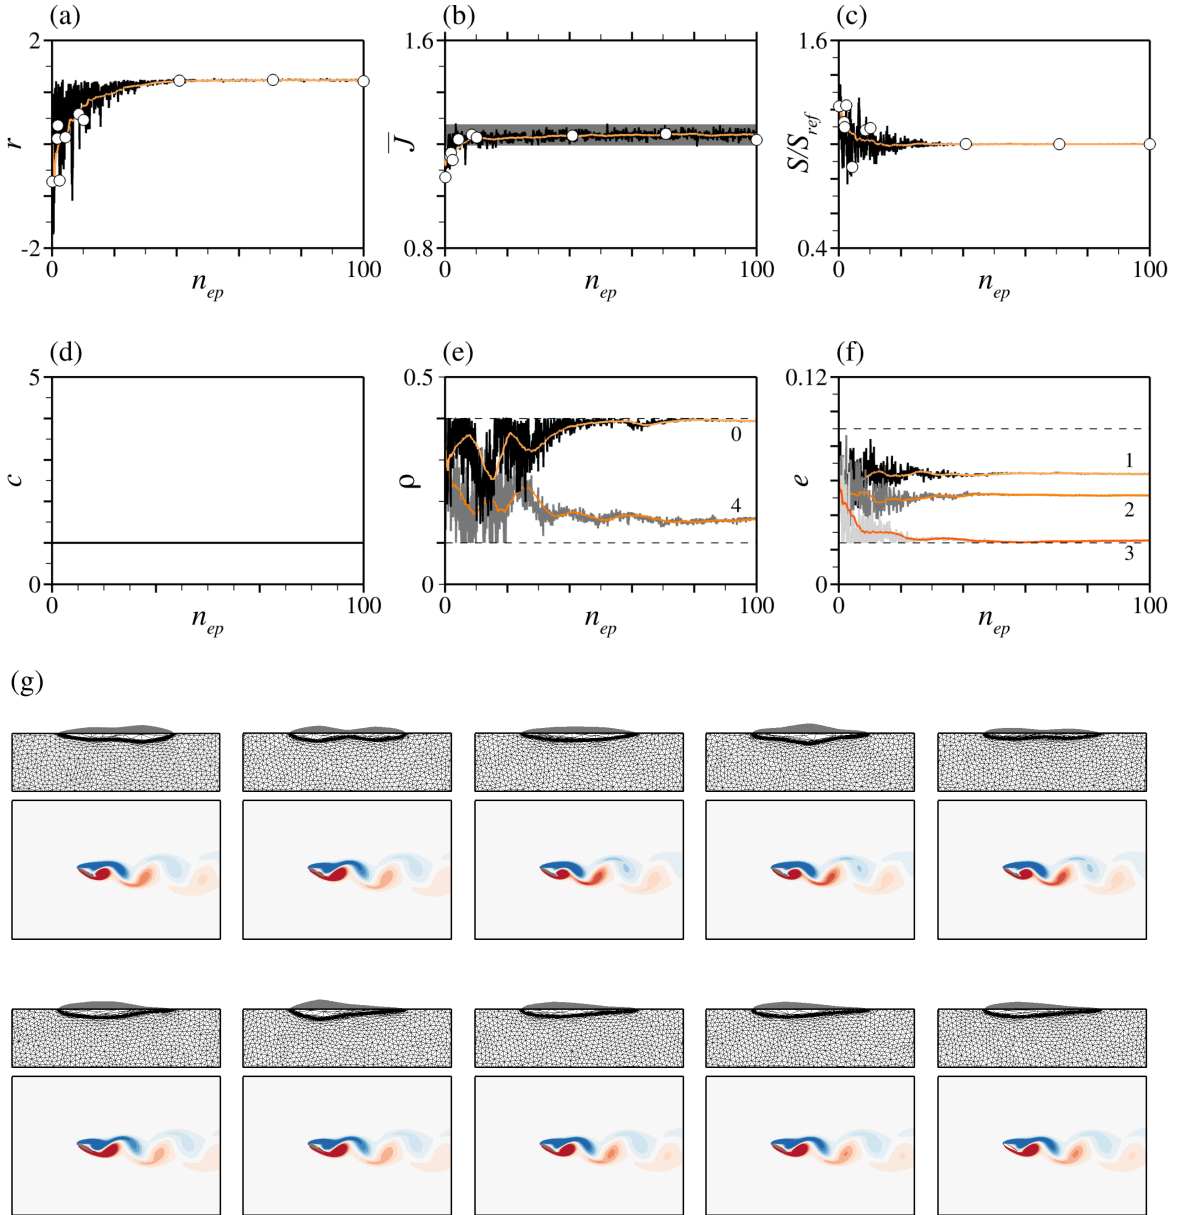 (a) (b) (c)
2 1.6 1.6
r J S/S_ref
-2 0.8 0.4
0 100 0 100 0 100
n_ep n_ep n_ep
(d) (e) (f)
5 0.5 0.12
0 1
c ρ e
4 2
3
0 0 0
0 100 0 100 0 100
n_ep n_ep n_ep
(g)